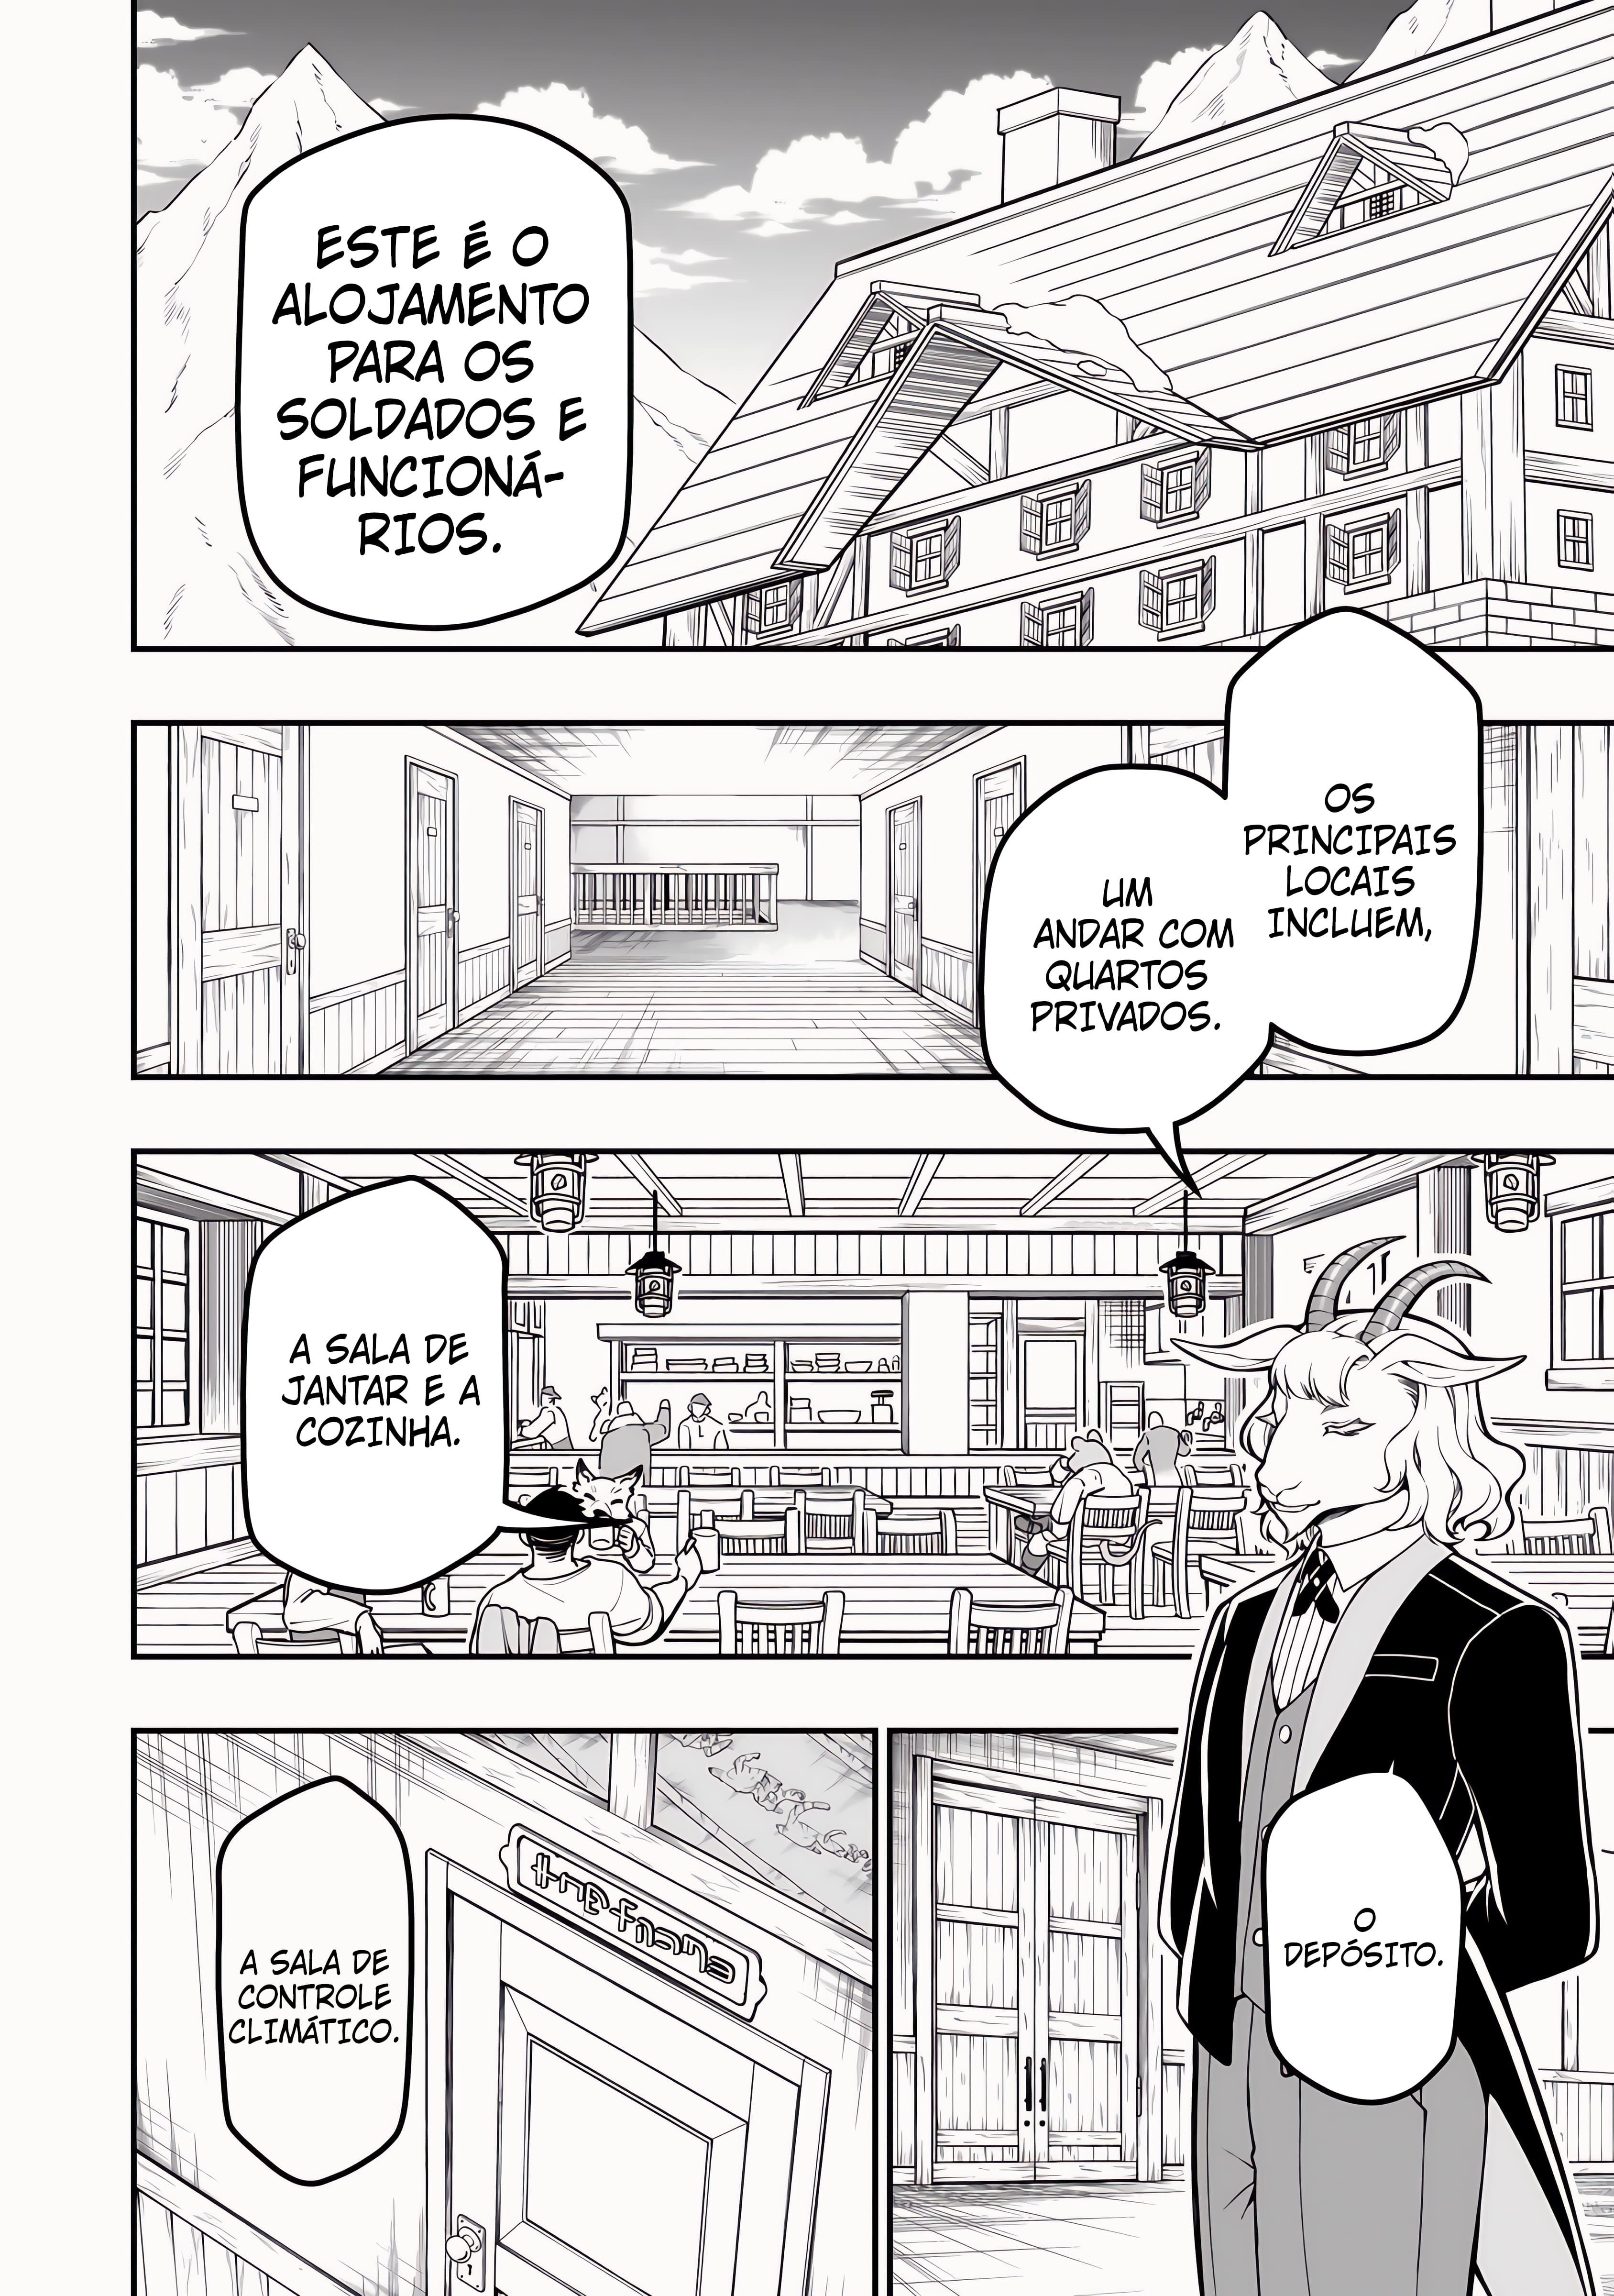 ESTE É O
ALOJAMENTO
PARA OS
SOLDADOS E
FUNCIONÁ-
RIOS.
OS
PRINCIPAIS
LOCAIS
INCLUEM,
UM
ANDAR COM
QUARTOS
PRIVADOS.
A SALA DE
JANTAR E A
COZINHA.
O
DEPÓSITO.
A SALA DE
CONTROLE
CLIMÁTICO.